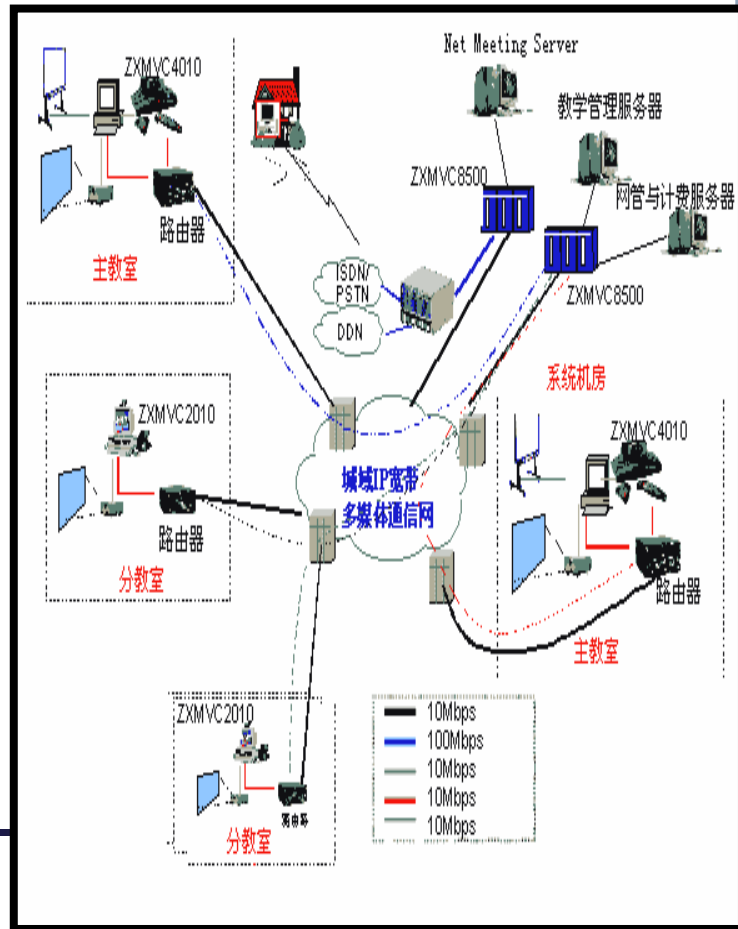 Net Meeting Server
ZXMVC4010
教学管理服务器
ZXMVC8500
网管与计费服务器
路由器
主教室
ISDN/
PSTN
DDN
ZXMVC8500
系统机房
ZXMVC2010
路由器
分教室
城域IP宽带
多媒体通信网
ZXMVC4010
路由器
主教室
ZXMVC2010
路由器
分教室
10Mbps
100Mbps
10Mbps
10Mbps
10Mbps